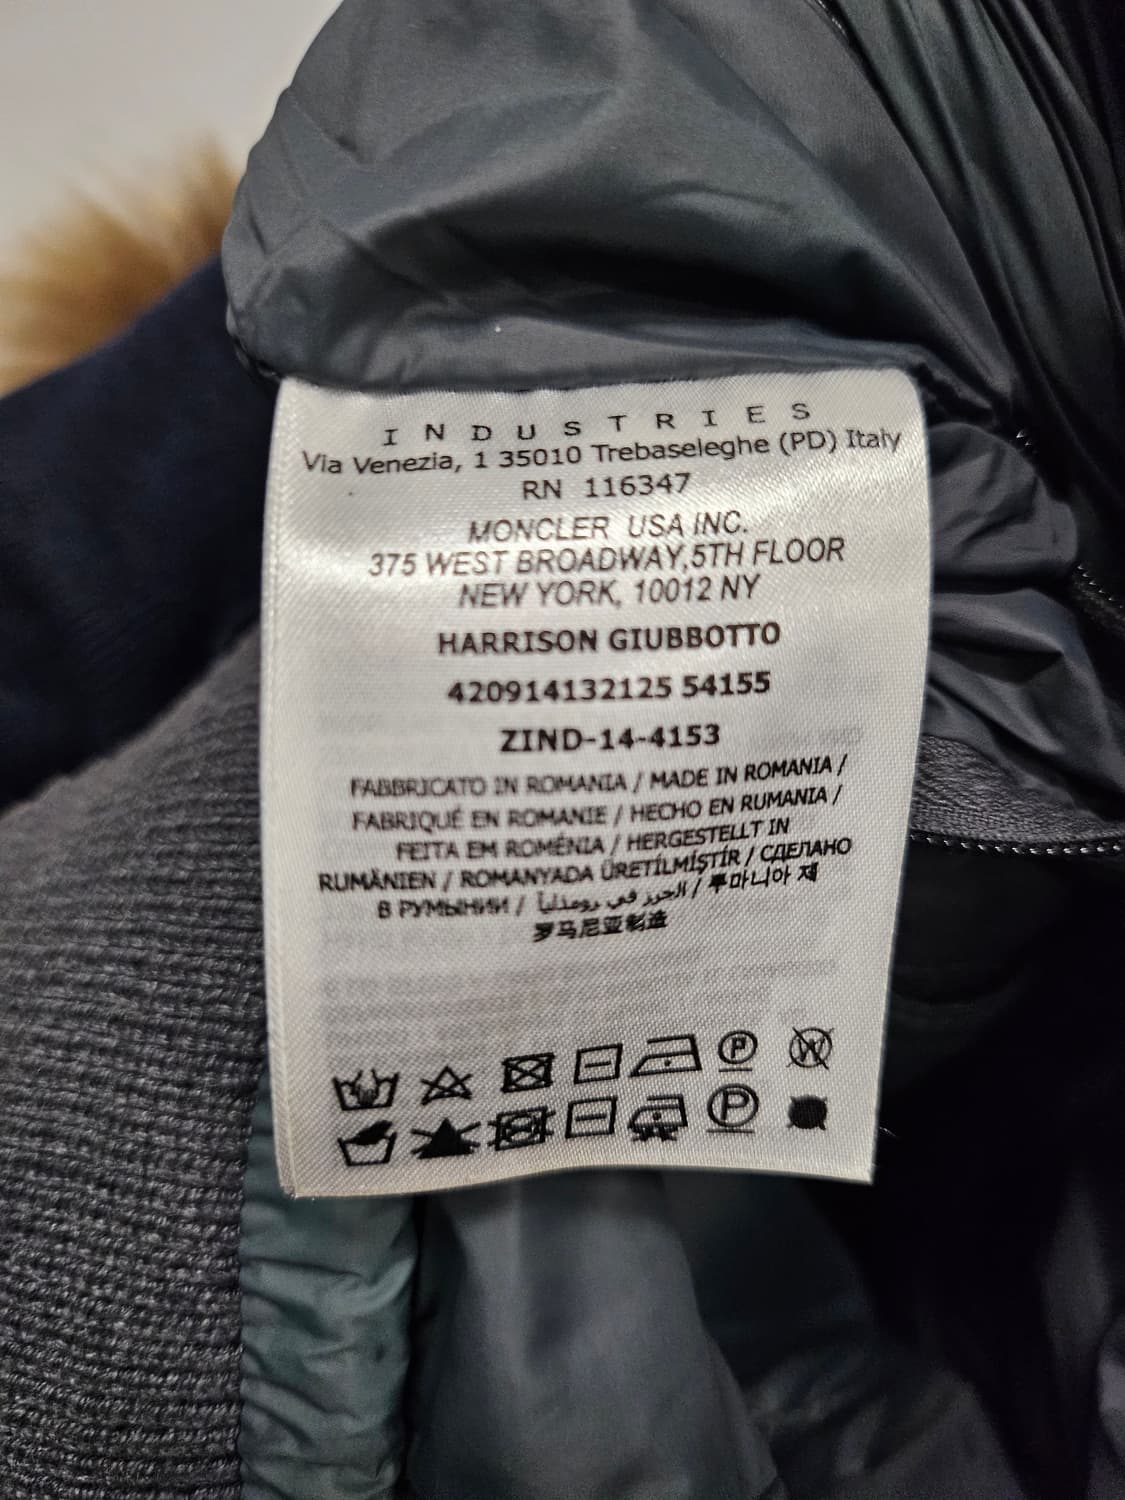 INDUSTRIES
Via Venezia, 1 35010 Trebaseleghe (PD) Italy
RN 116347
MONCLER USA INC.
375 WEST BROADWAY,5TH FLOOR
NEW YORK, 10012 NY
HARRISON GIUBBOTTO
420914132125 54155
ZIND-14-4153
FABBRICATO IN ROMANIA / MADE IN ROMANIA /
FABRIQUÉ EN ROMANIE / HECHO EN RUMANIA /
FEITA EM ROMÉNIA / HERGESTELLT IN
RUMÄNIEN / ROMANYADA ÜRETİLMİŞTİR / СДЕЛАНО
В РУМЫНИИ / في / 루마니아 제
罗马尼亚制造
P W
P